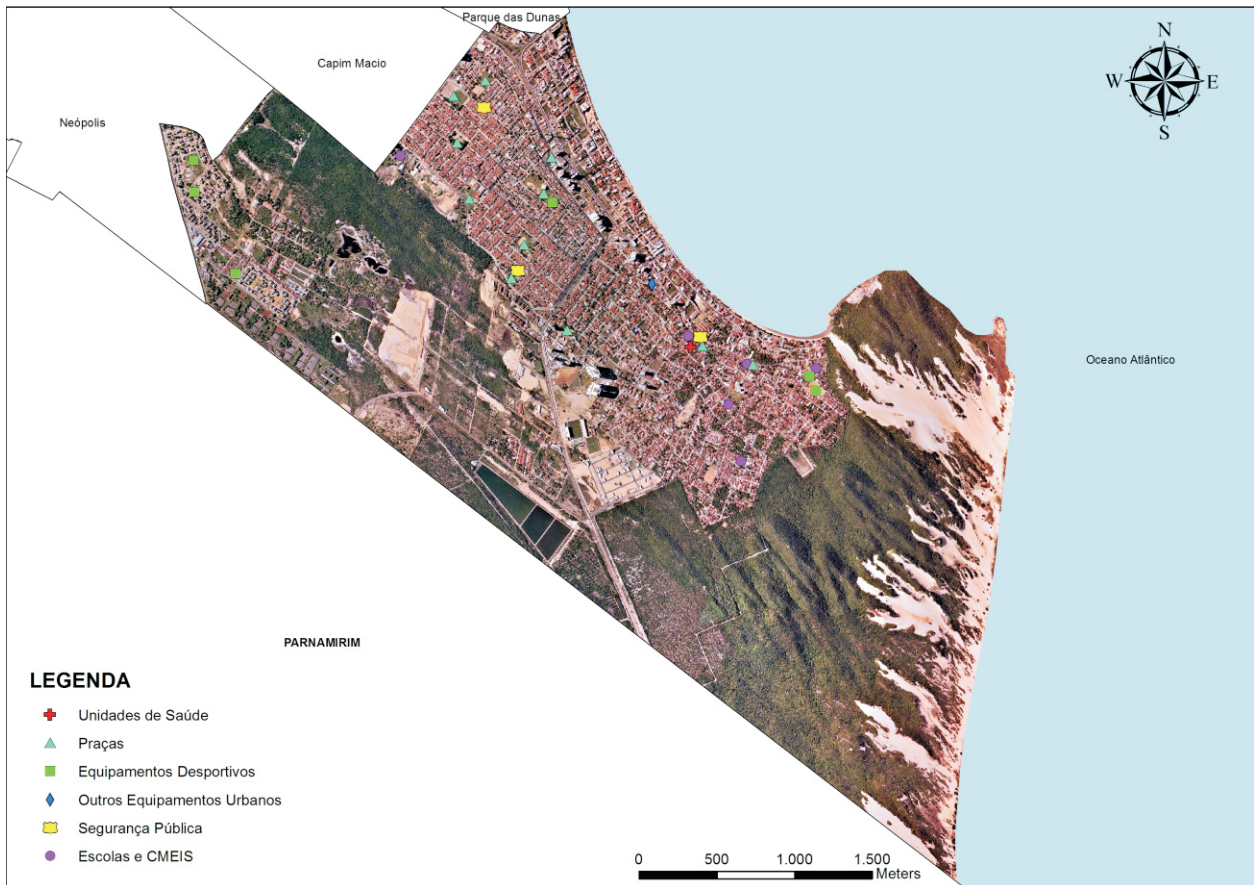 Parque das Dunas
Capim Macio
Neópolis
N
W E
S
Oceano Atlântico
PARNAMIRIM
LEGENDA
Unidades de Saúde
Praças
Equipamentos Desportivos
Outros Equipamentos Urbanos
Segurança Pública
Escolas e CMEIS
0 500 1.000 1.500
Meters